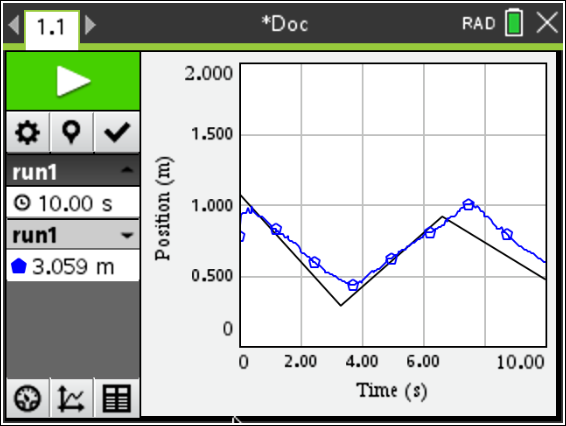 1.1 *Doc RAD
run1
10.00 s
run1
3.059 m
Position (m)
2.000
1.500
1.000
0.500
0
0 2.00 4.00 6.00 10.00
Time (s)